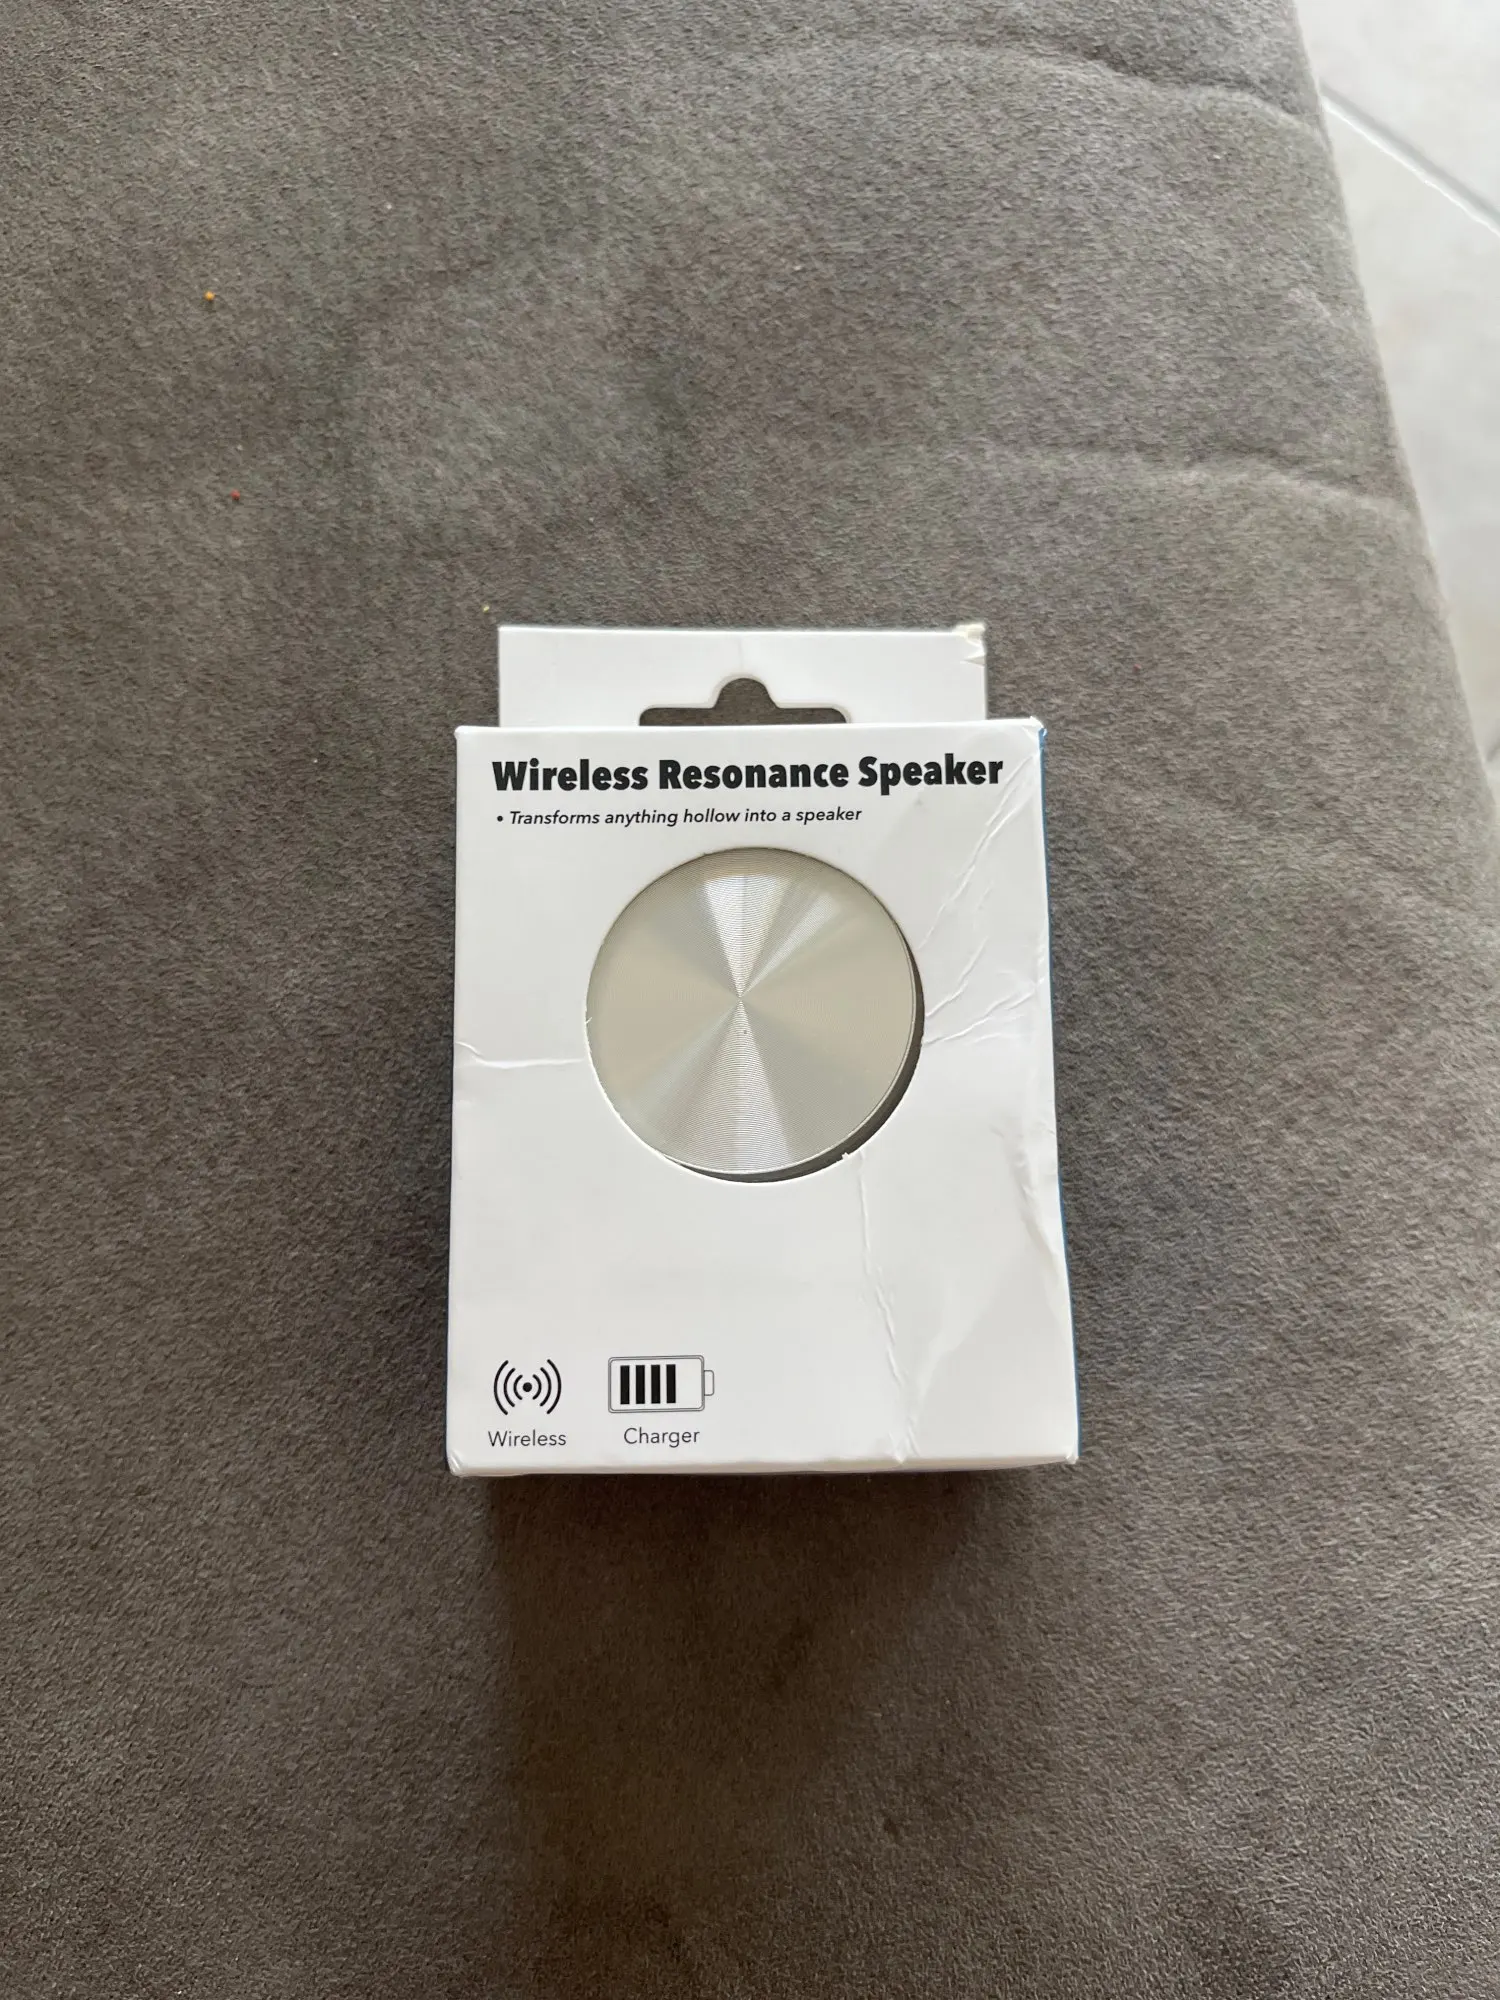 Wireless Resonance Speaker
• Transforms anything hollow into a speaker
Wireless
Charger